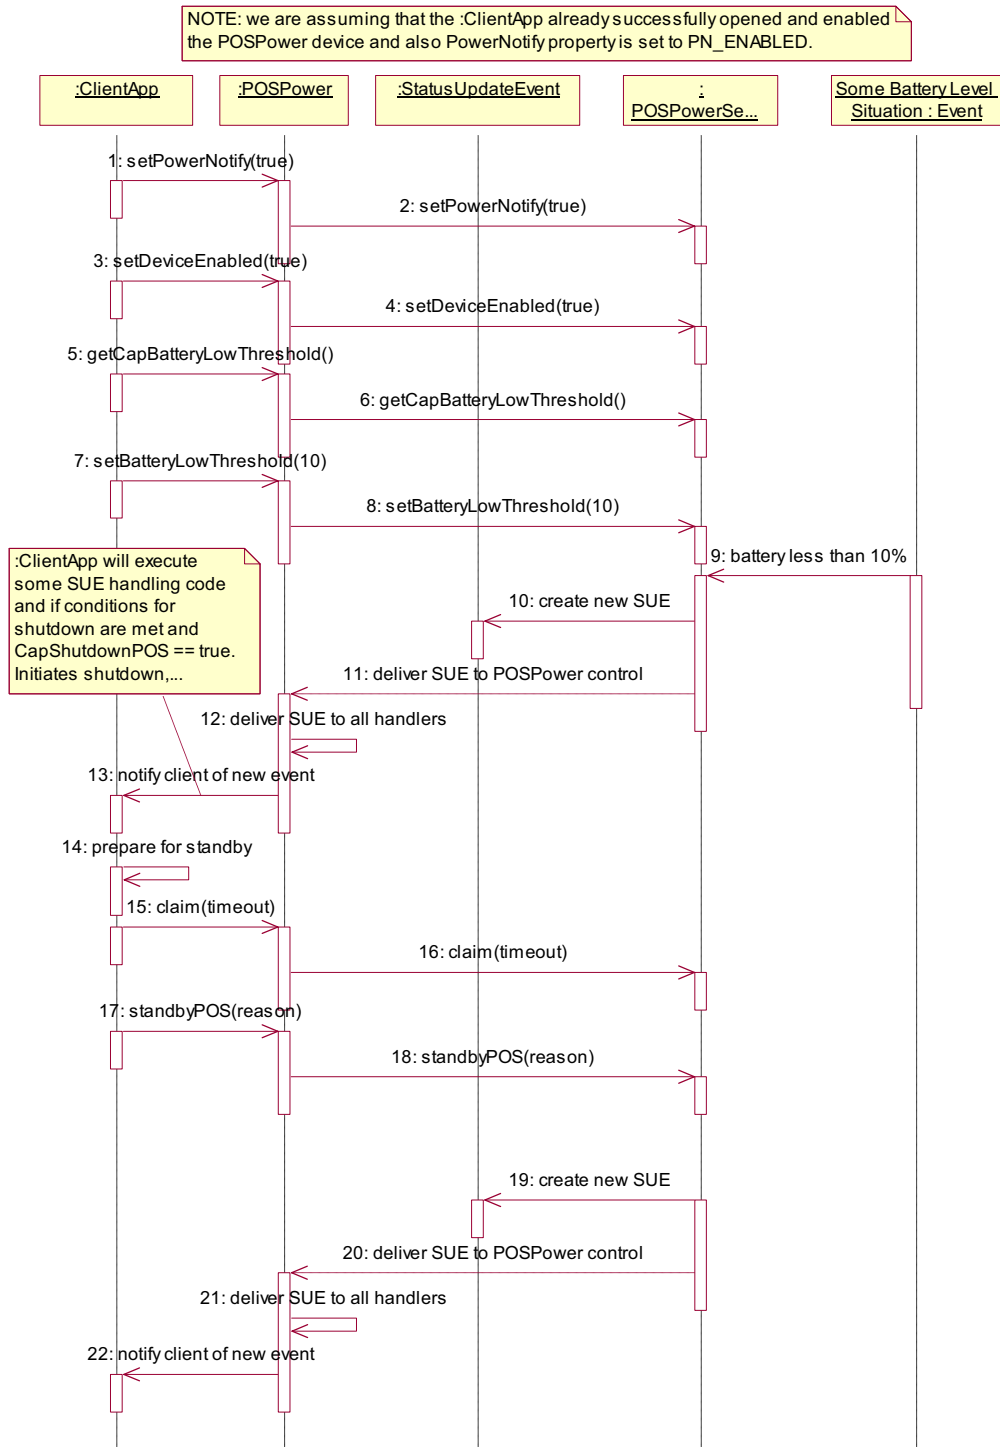 NOTE: we are assuming that the :ClientApp already successfully opened and enabled
the POSPower device and also PowerNotify property is set to PN_ENABLED.
:ClientApp
:POSPower
:StatusUpdateEvent
:
POSPowerSe...
Some Battery Level
Situation : Event
1: setPowerNotify(true)
2: setPowerNotify(true)
3: setDeviceEnabled(true)
4: setDeviceEnabled(true)
5: getCapBatteryLowThreshold()
6: getCapBatteryLowThreshold()
7: setBatteryLowThreshold(10)
8: setBatteryLowThreshold(10)
9: battery less than 10%
:ClientApp will execute
some SUE handling code
and if conditions for
shutdown are met and
CapShutdownPOS == true.
Initiates shutdown,...
10: create new SUE
11: deliver SUE to POSPower control
12: deliver SUE to all handlers
13: notify client of new event
14: prepare for standby
15: claim(timeout)
16: claim(timeout)
17: standbyPOS(reason)
18: standbyPOS(reason)
19: create new SUE
20: deliver SUE to POSPower control
21: deliver SUE to all handlers
22: notify client of new event